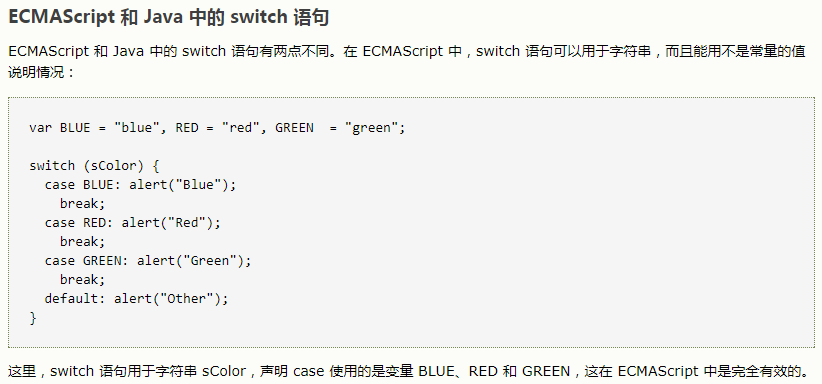 ECMAScript 和 Java 中的 switch 语句
ECMAScript 和 Java 中的 switch 语句有两点不同。在 ECMAScript 中，switch 语句可以用于字符串，而且能用不是常量的值
说明情况：
var BLUE = "blue", RED = "red", GREEN  = "green";
switch (sColor) {
  case BLUE: alert("Blue");
    break;
  case RED: alert("Red");
    break;
  case GREEN: alert("Green");
    break;
  default: alert("Other");
}
这里，switch 语句用于字符串 sColor，声明 case 使用的是变量 BLUE、RED 和 GREEN，这在 ECMAScript 中是完全有效的。